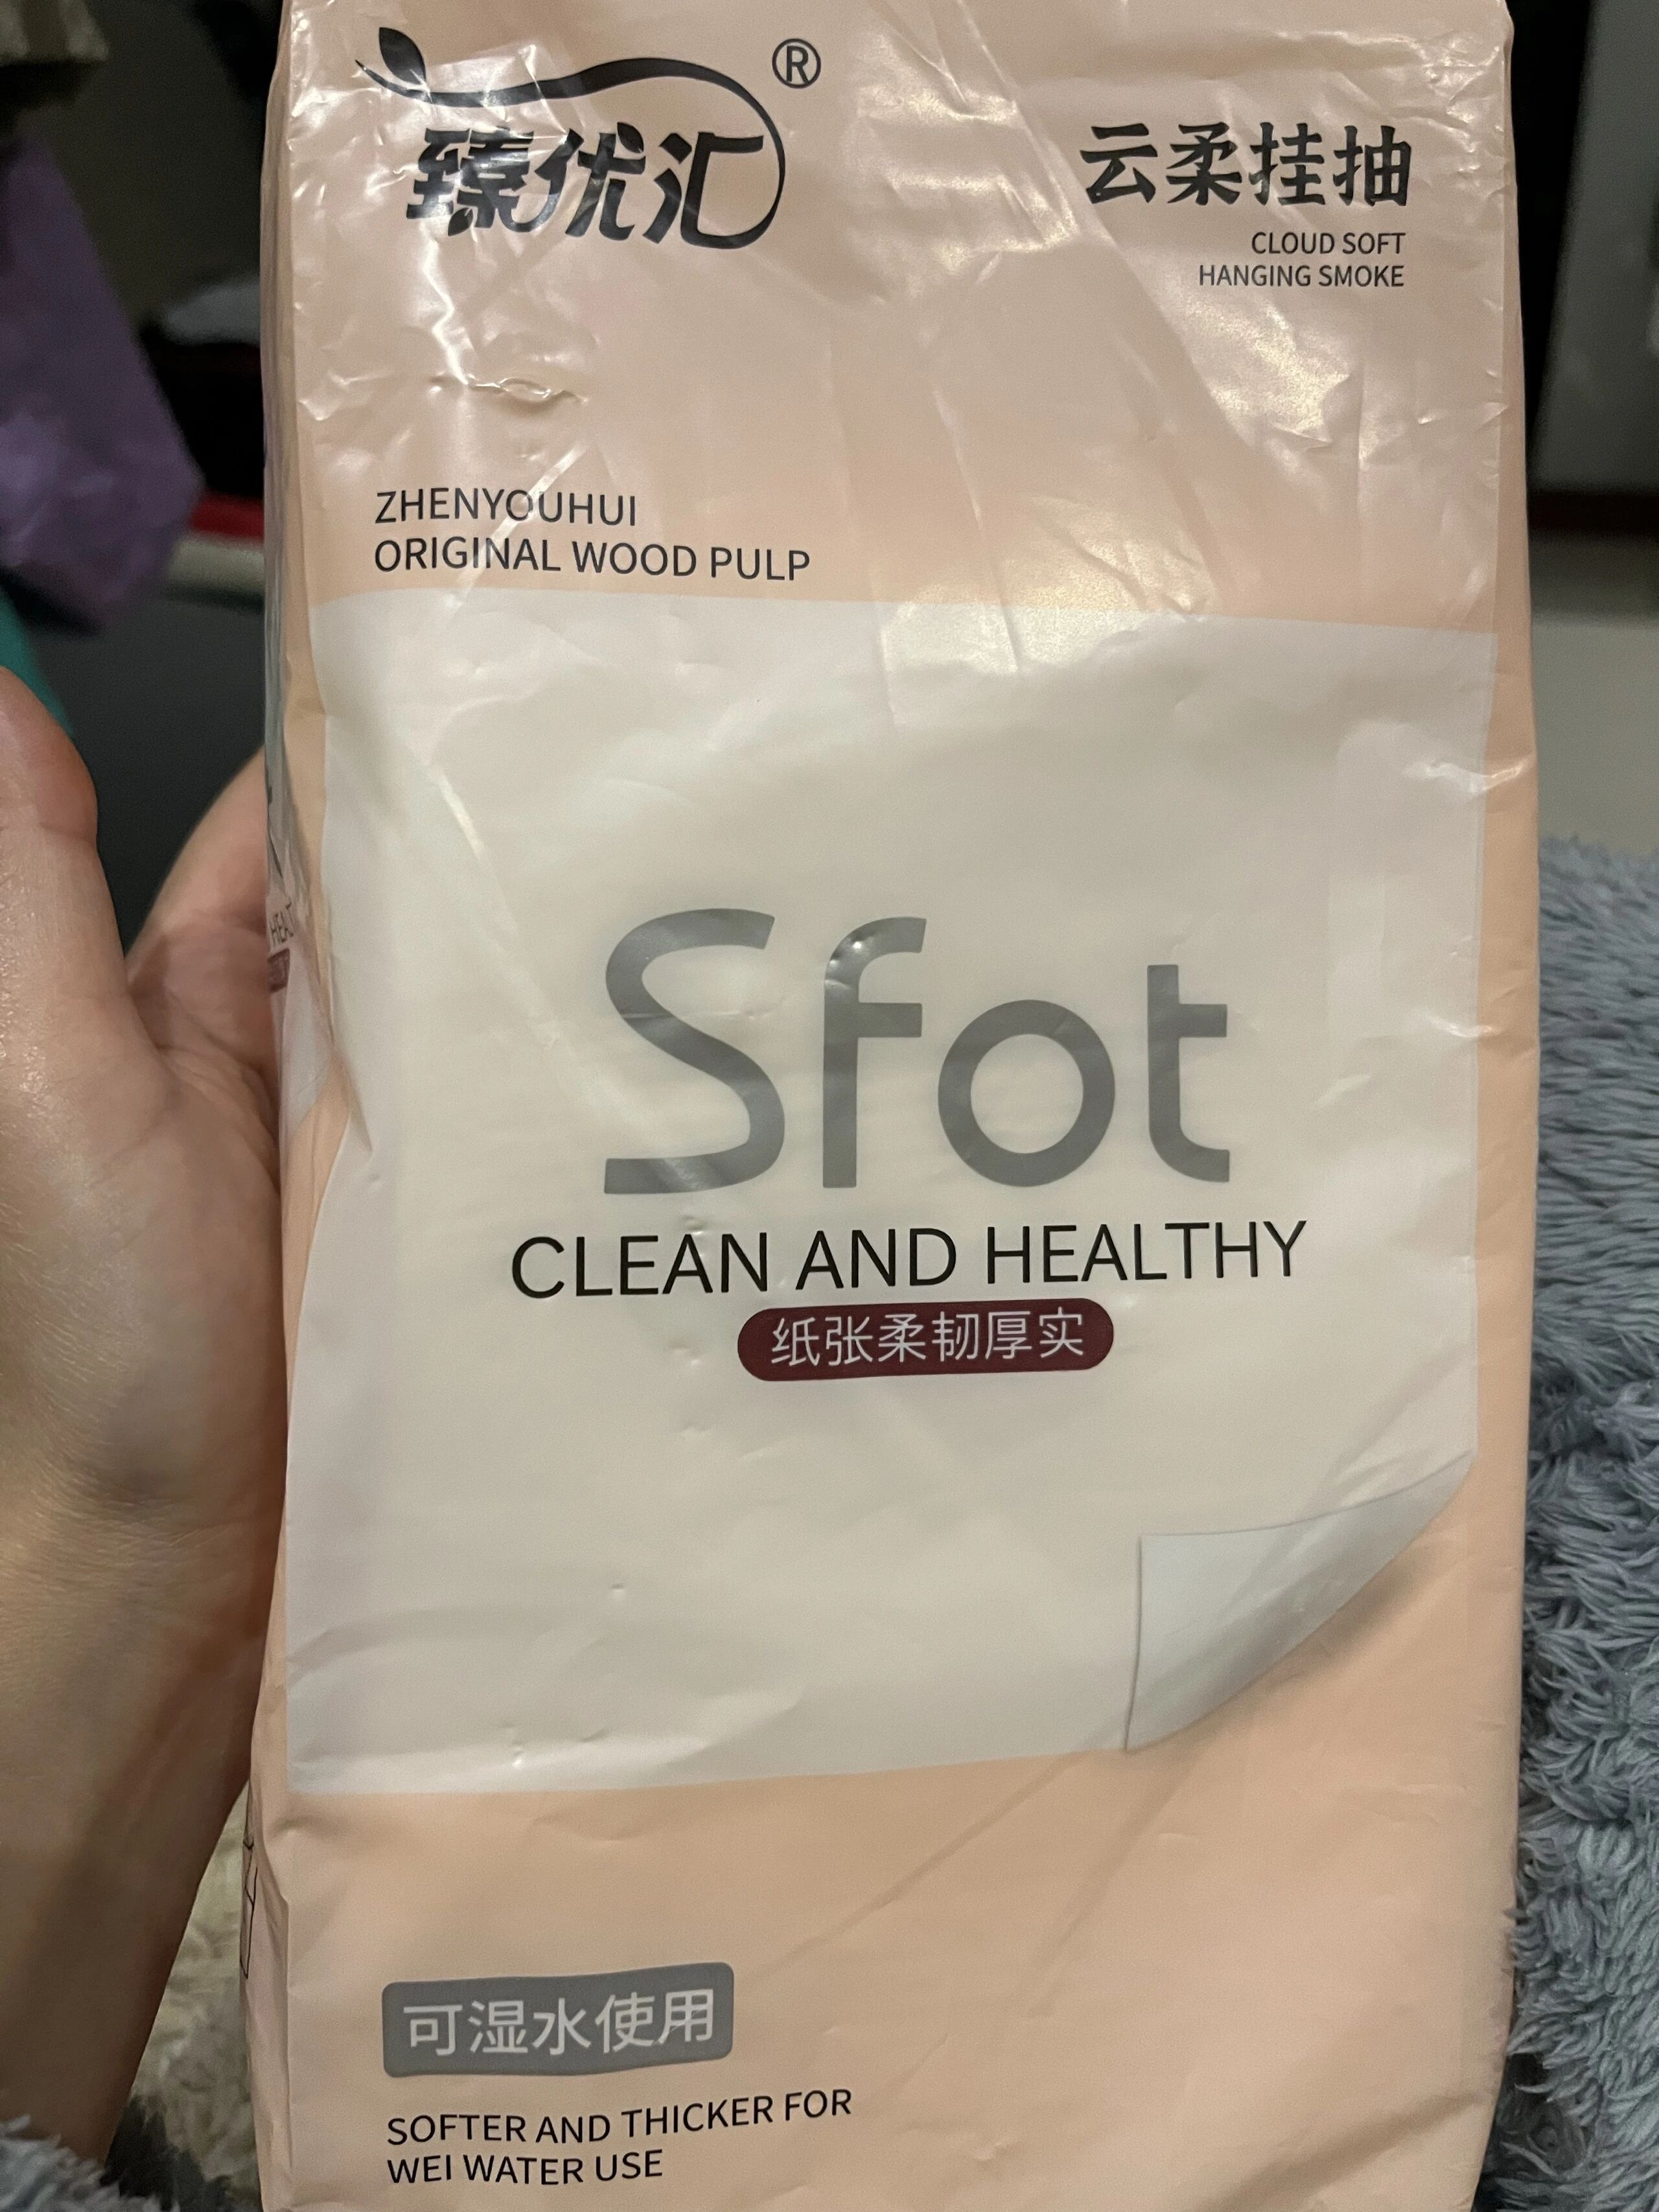 臻优汇®
云柔挂抽
CLOUD SOFT
HANGING SMOKE
ZHENYOUHUI
ORIGINAL WOOD PULP
Sfot
CLEAN AND HEALTHY
纸张柔韧厚实
可湿水使用
SOFTER AND THICKER FOR
WEI WATER USE